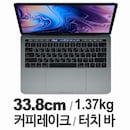 33.8cm / 1.37kg
커피레이크 / 터치 바